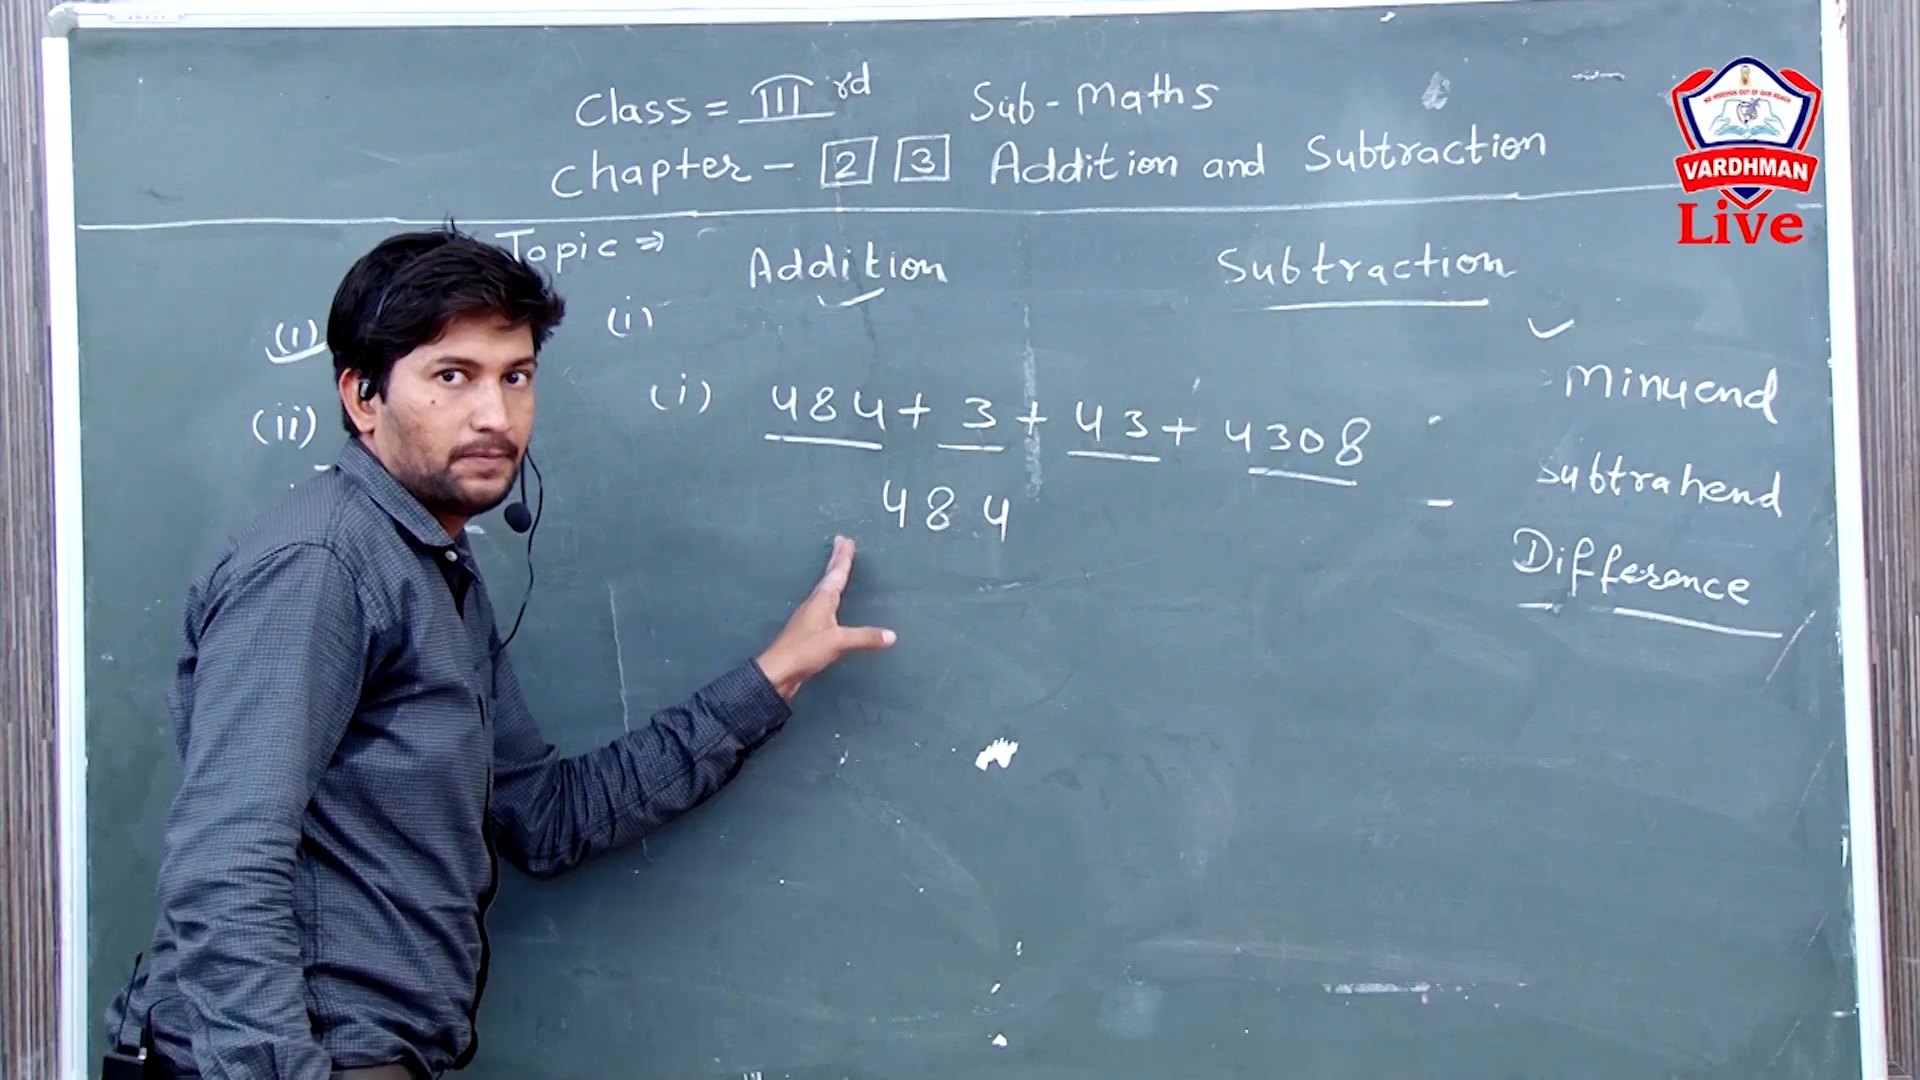 Class = III rd Sub - Maths
Chapter - 2 3 Addition and Subtraction
VARDHMAN
Live
Topic ⇒ Addition Subtraction
(i) (i)
(i) 484 + 3 + 43 + 4308
Minuend
(ii)
484
- Subtrahend
Difference